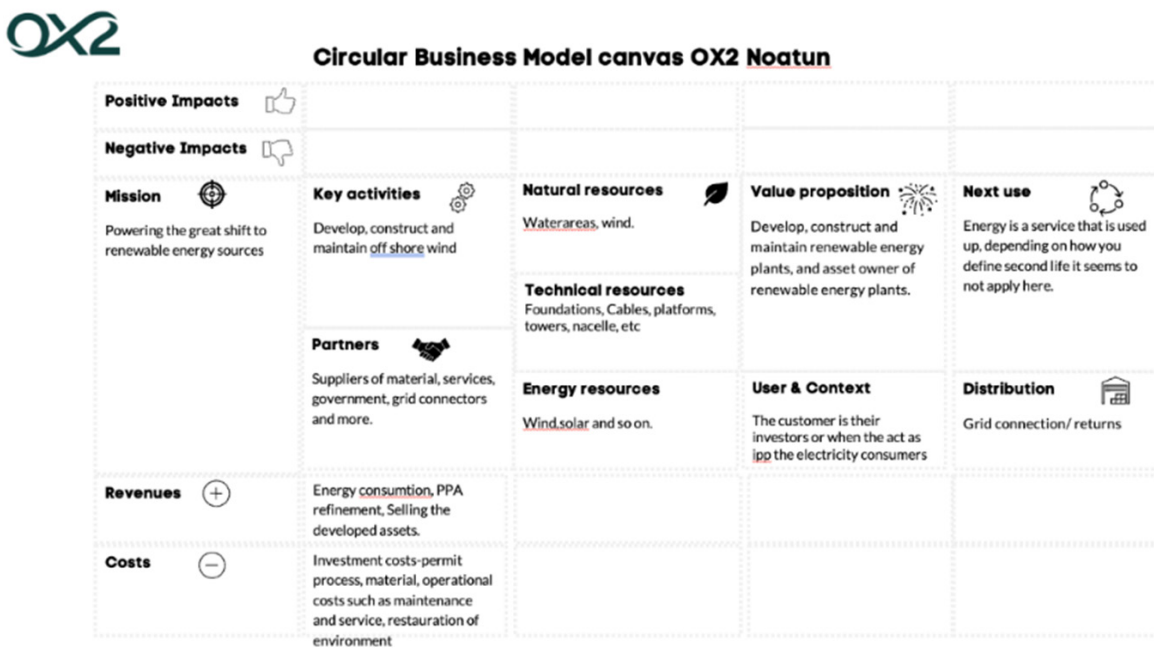 OX2
Circular Business Model canvas OX2 Noatun
Positive Impacts
Negative Impacts
Mission
Powering the great shift to
renewable energy sources
Key activities
Develop, construct and
maintain off shore wind
Partners
Suppliers of material, services,
government, grid connectors
and more.
Natural resources
Waterareas, wind.
Technical resources
Foundations, Cables, platforms,
towers, nacelle, etc
Energy resources
Wind,solar and so on.
Value proposition
Develop, construct and
maintain renewable energy
plants, and asset owner of
renewable energy plants.
User & Context
The customer is their
investors or when the act as
ipp the electricity consumers
Next use
Energy is a service that is used
up, depending on how you
define second life it seems to
not apply here.
Distribution
Grid connection/ returns
Revenues
Energy consumtion, PPA
refinement, Selling the
developed assets.
Costs
Investment costs-permit
process, material, operational
costs such as maintenance
and service, restauration of
environment